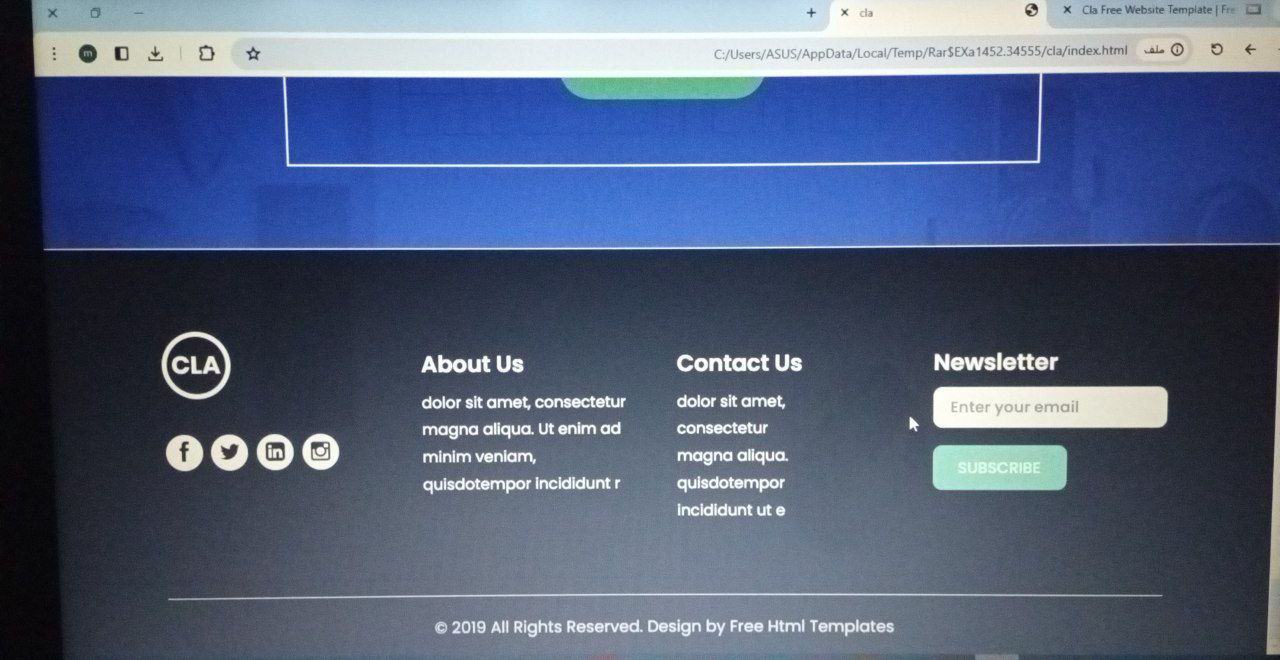 cla
Cla Free Website Template | Fre
C:/Users/ASUS/AppData/Local/Temp/Rar$EXa1452.34555/cla/index.html
ملف
m
CLA
f
in
About Us
dolor sit amet, consectetur
magna aliqua. Ut enim ad
minim veniam,
quisdotempor incididunt r
Contact Us
dolor sit amet,
consectetur
magna aliqua.
quisdotempor
incididunt ut e
Newsletter
Enter your email
SUBSCRIBE
© 2019 All Rights Reserved. Design by Free Html Templates